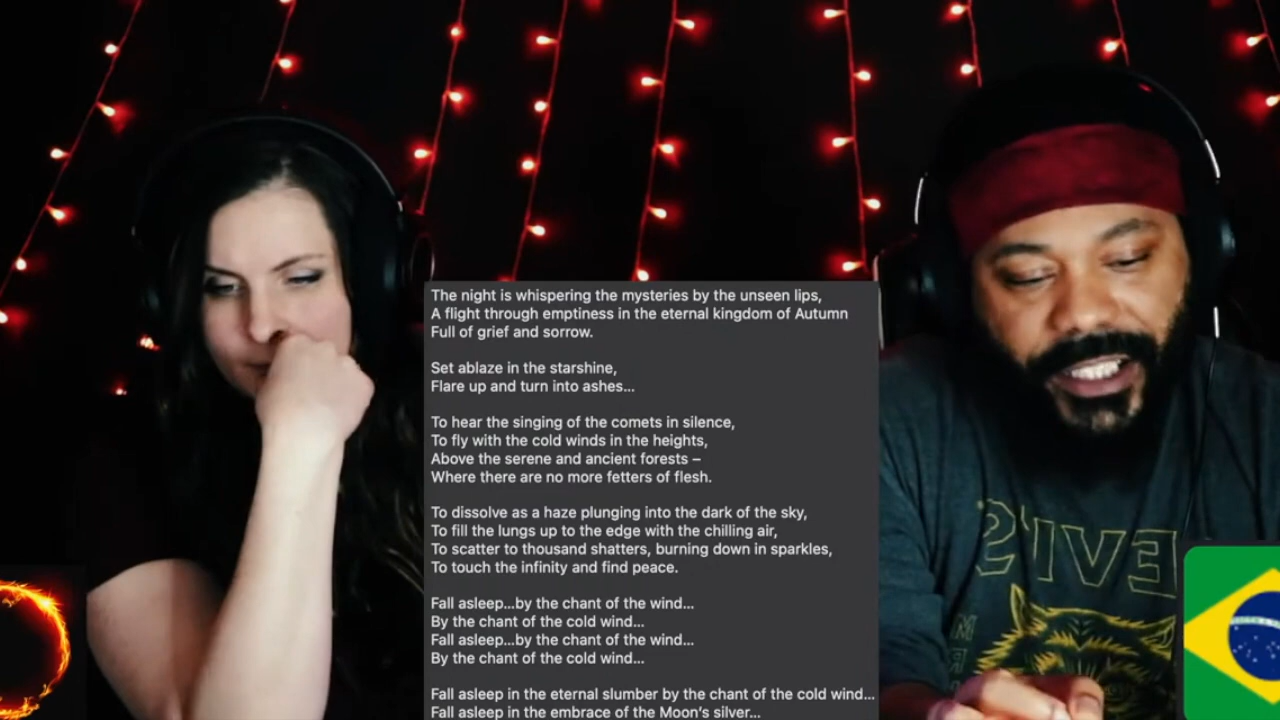 The night is whispering the mysteries by the unseen lips,
A flight through emptiness in the eternal kingdom of Autumn
Full of grief and sorrow.
Set ablaze in the starshine,
Flare up and turn into ashes...
To hear the singing of the comets in silence,
To fly with the cold winds in the heights,
Above the serene and ancient forests –
Where there are no more fetters of flesh.
To dissolve as a haze plunging into the dark of the sky,
To fill the lungs up to the edge with the chilling air,
To scatter to thousand shatters, burning down in sparkles,
To touch the infinity and find peace.
Fall asleep...by the chant of the wind...
By the chant of the cold wind...
Fall asleep...by the chant of the wind...
By the chant of the cold wind...
Fall asleep in the eternal slumber by the chant of the cold wind...
Fall asleep in the embrace of the Moon's silver...